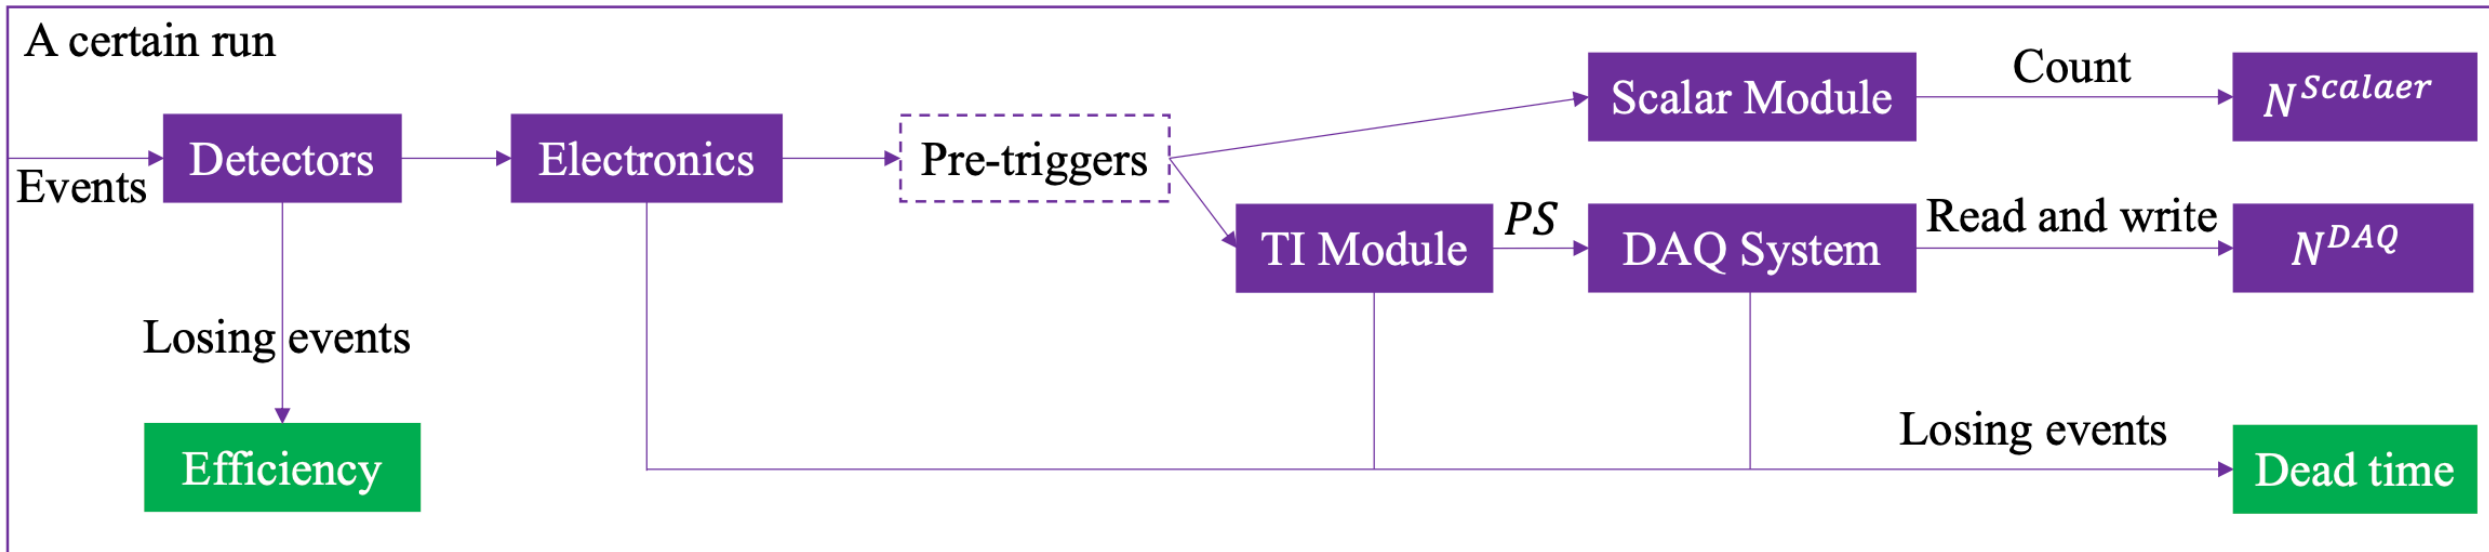 A certain run
Events
Detectors
Electronics
Pre-triggers
Scalar Module
Count
N^Scalaer
TI Module
PS
DAQ System
Read and write
N^DAQ
Losing events
Efficiency
Losing events
Dead time